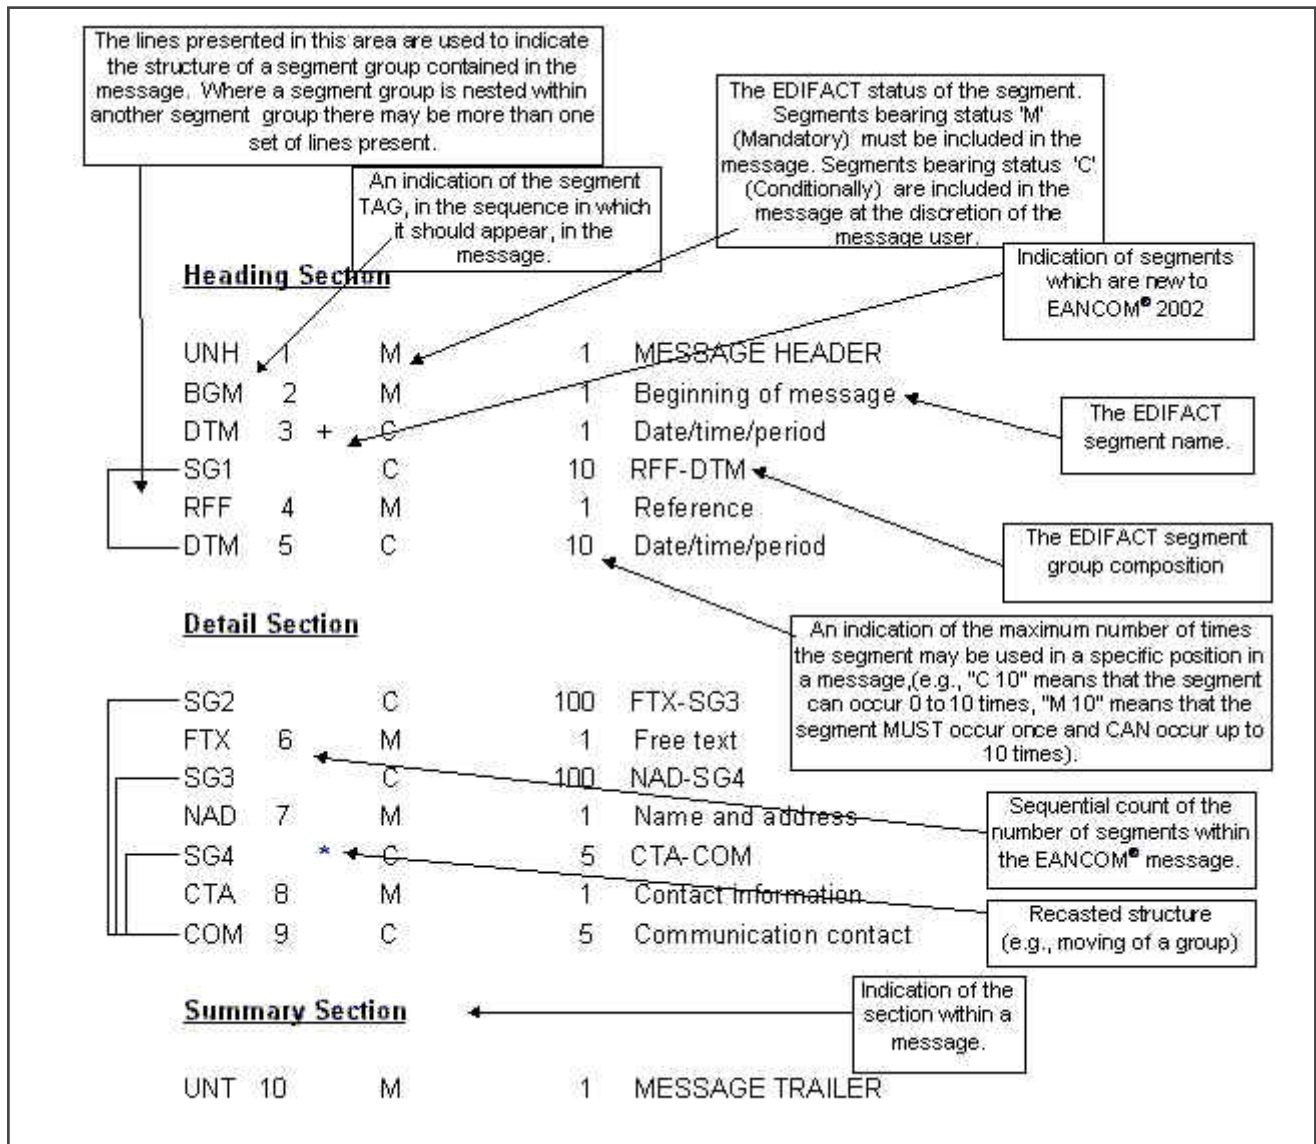 The lines presented in this area are used to indicate
the structure of a segment group contained in the
message. Where a segment group is nested within
another segment group there may be more than one
set of lines present.
The EDIFACT status of the segment.
Segments bearing status 'M'
(Mandatory) must be included in the
message. Segments bearing status 'C'
(Conditionally) are included in the
message at the discretion of the
message user.
An indication of the segment
TAG, in the sequence in which
it should appear, in the
message.
Indication of segments
which are new to
EANCOM® 2002
Heading Section
UNH 1 M 1 MESSAGE HEADER
BGM 2 M 1 Beginning of message
DTM 3 + C 1 Date/time/period
SG1 C 10 RFF-DTM
RFF 4 M 1 Reference
DTM 5 C 10 Date/time/period
The EDIFACT
segment name.
The EDIFACT segment
group composition
An indication of the maximum number of times
the segment may be used in a specific position in
a message,(e.g., "C 10" means that the segment
can occur 0 to 10 times, "M 10" means that the
segment MUST occur once and CAN occur up to
10 times).
Detail Section
SG2 C 100 FTX-SG3
FTX 6 M 1 Free text
SG3 C 100 NAD-SG4
NAD 7 M 1 Name and address
SG4 * C 5 CTA-COM
CTA 8 M 1 Contact Information
COM 9 C 5 Communication contact
Sequential count of the
number of segments within
the EANCOM® message.
Recasted structure
(e.g., moving of a group)
Summary Section
Indication of the
section within a
message.
UNT 10 M 1 MESSAGE TRAILER